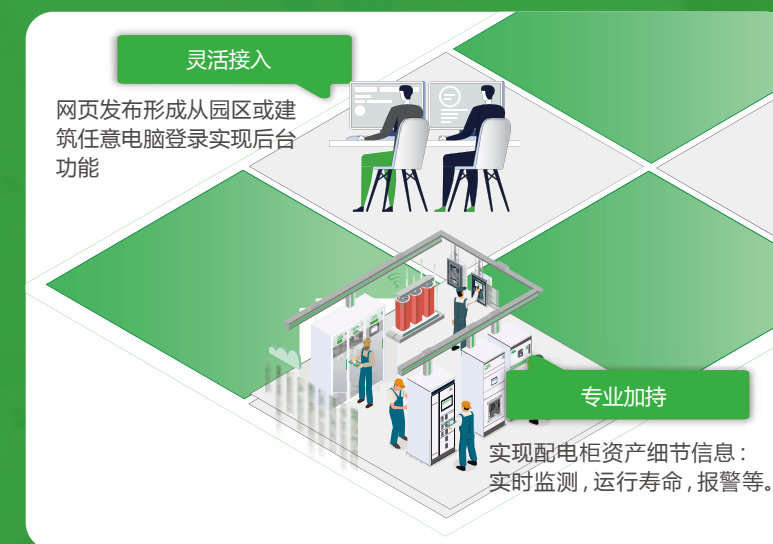 灵活接入
网页发布形成从园区或建
筑任意电脑登录实现后台
功能
专业加持
实现配电柜资产细节信息：
实时监测，运行寿命，报警等。